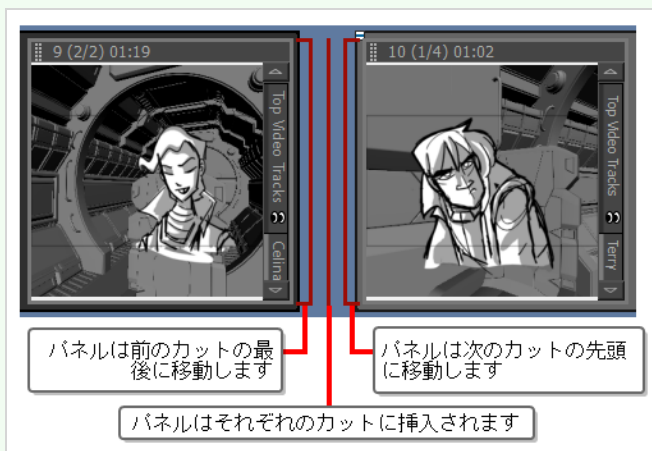 9 (2/2) 01:19
Top Video Tracks
Celina
10 (1/4) 01:02
Top Video Tracks
Terry
パネルは前のカットの最
後に移動します
パネルは次のカットの先頭
に移動します
パネルはそれぞれのカットに挿入されます